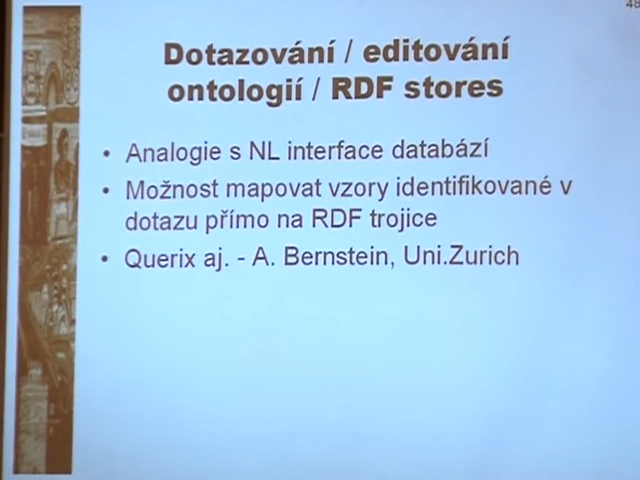 Dotazování / editování
ontologií / RDF stores
• Analogie s NL interface databází
• Možnost mapovat vzory identifikované v
dotazu přímo na RDF trojice
• Querix aj. - A. Bernstein, Uni.Zurich